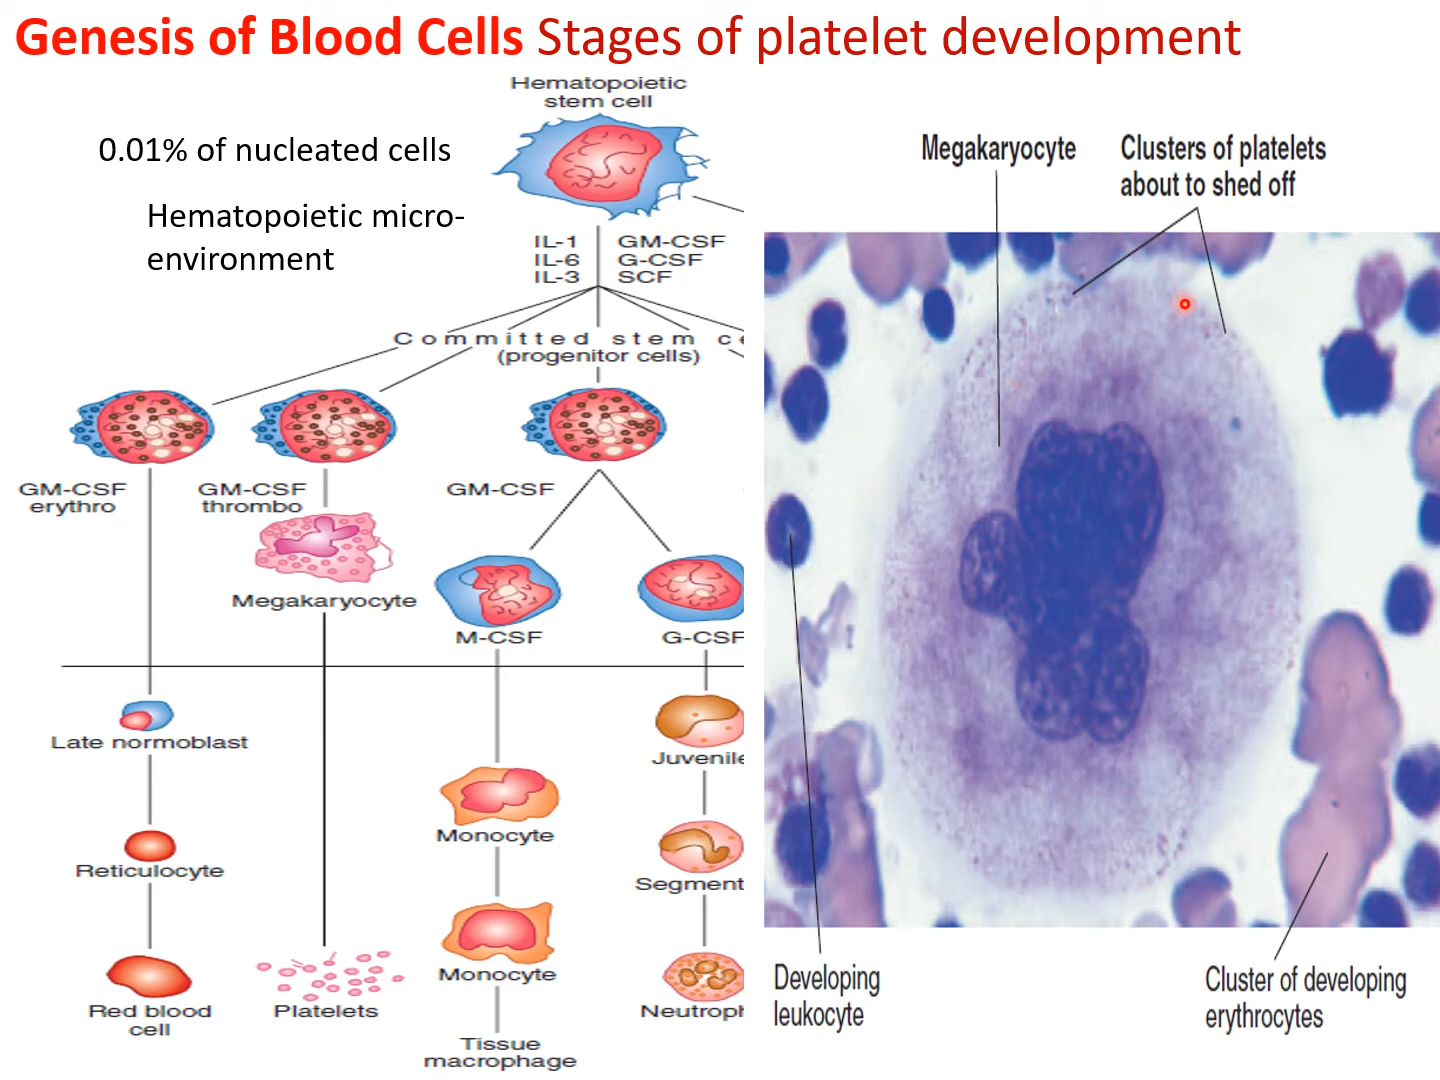 Genesis of Blood Cells Stages of platelet development
Hematopoietic
stem cell
0.01% of nucleated cells
Hematopoietic micro-
environment
IL-1 GM-CSF
IL-6 G-CSF
IL-3 SCF
Committed stem ce
(progenitor cells)
GM-CSF
erythro
GM-CSF
thrombo
GM-CSF
Megakaryocyte
M-CSF
G-CSF
Late normoblast
Juvenile
Monocyte
Reticulocyte
Segment
Monocyte
Red blood
cell
Platelets
Neutroph
Tissue
macrophage
Megakaryocyte
Clusters of platelets
about to shed off
Developing
leukocyte
Cluster of developing
erythrocytes